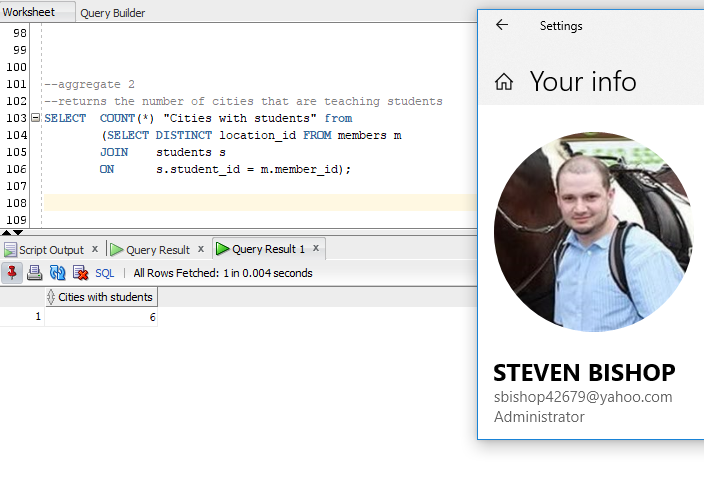 Worksheet Query Builder
98
99
100
101 --aggregate 2
102 --returns the number of cities that are teaching students
103 SELECT COUNT(*) "Cities with students" from
104 (SELECT DISTINCT location_id FROM members m
105 JOIN students s
106 ON s.student_id = m.member_id);
107
108
109
Script Output x Query Result x Query Result 1 x
SQL | All Rows Fetched: 1 in 0.004 seconds
Cities with students
1 6
Settings
Your info
STEVEN BISHOP
sbishop42679@yahoo.com
Administrator